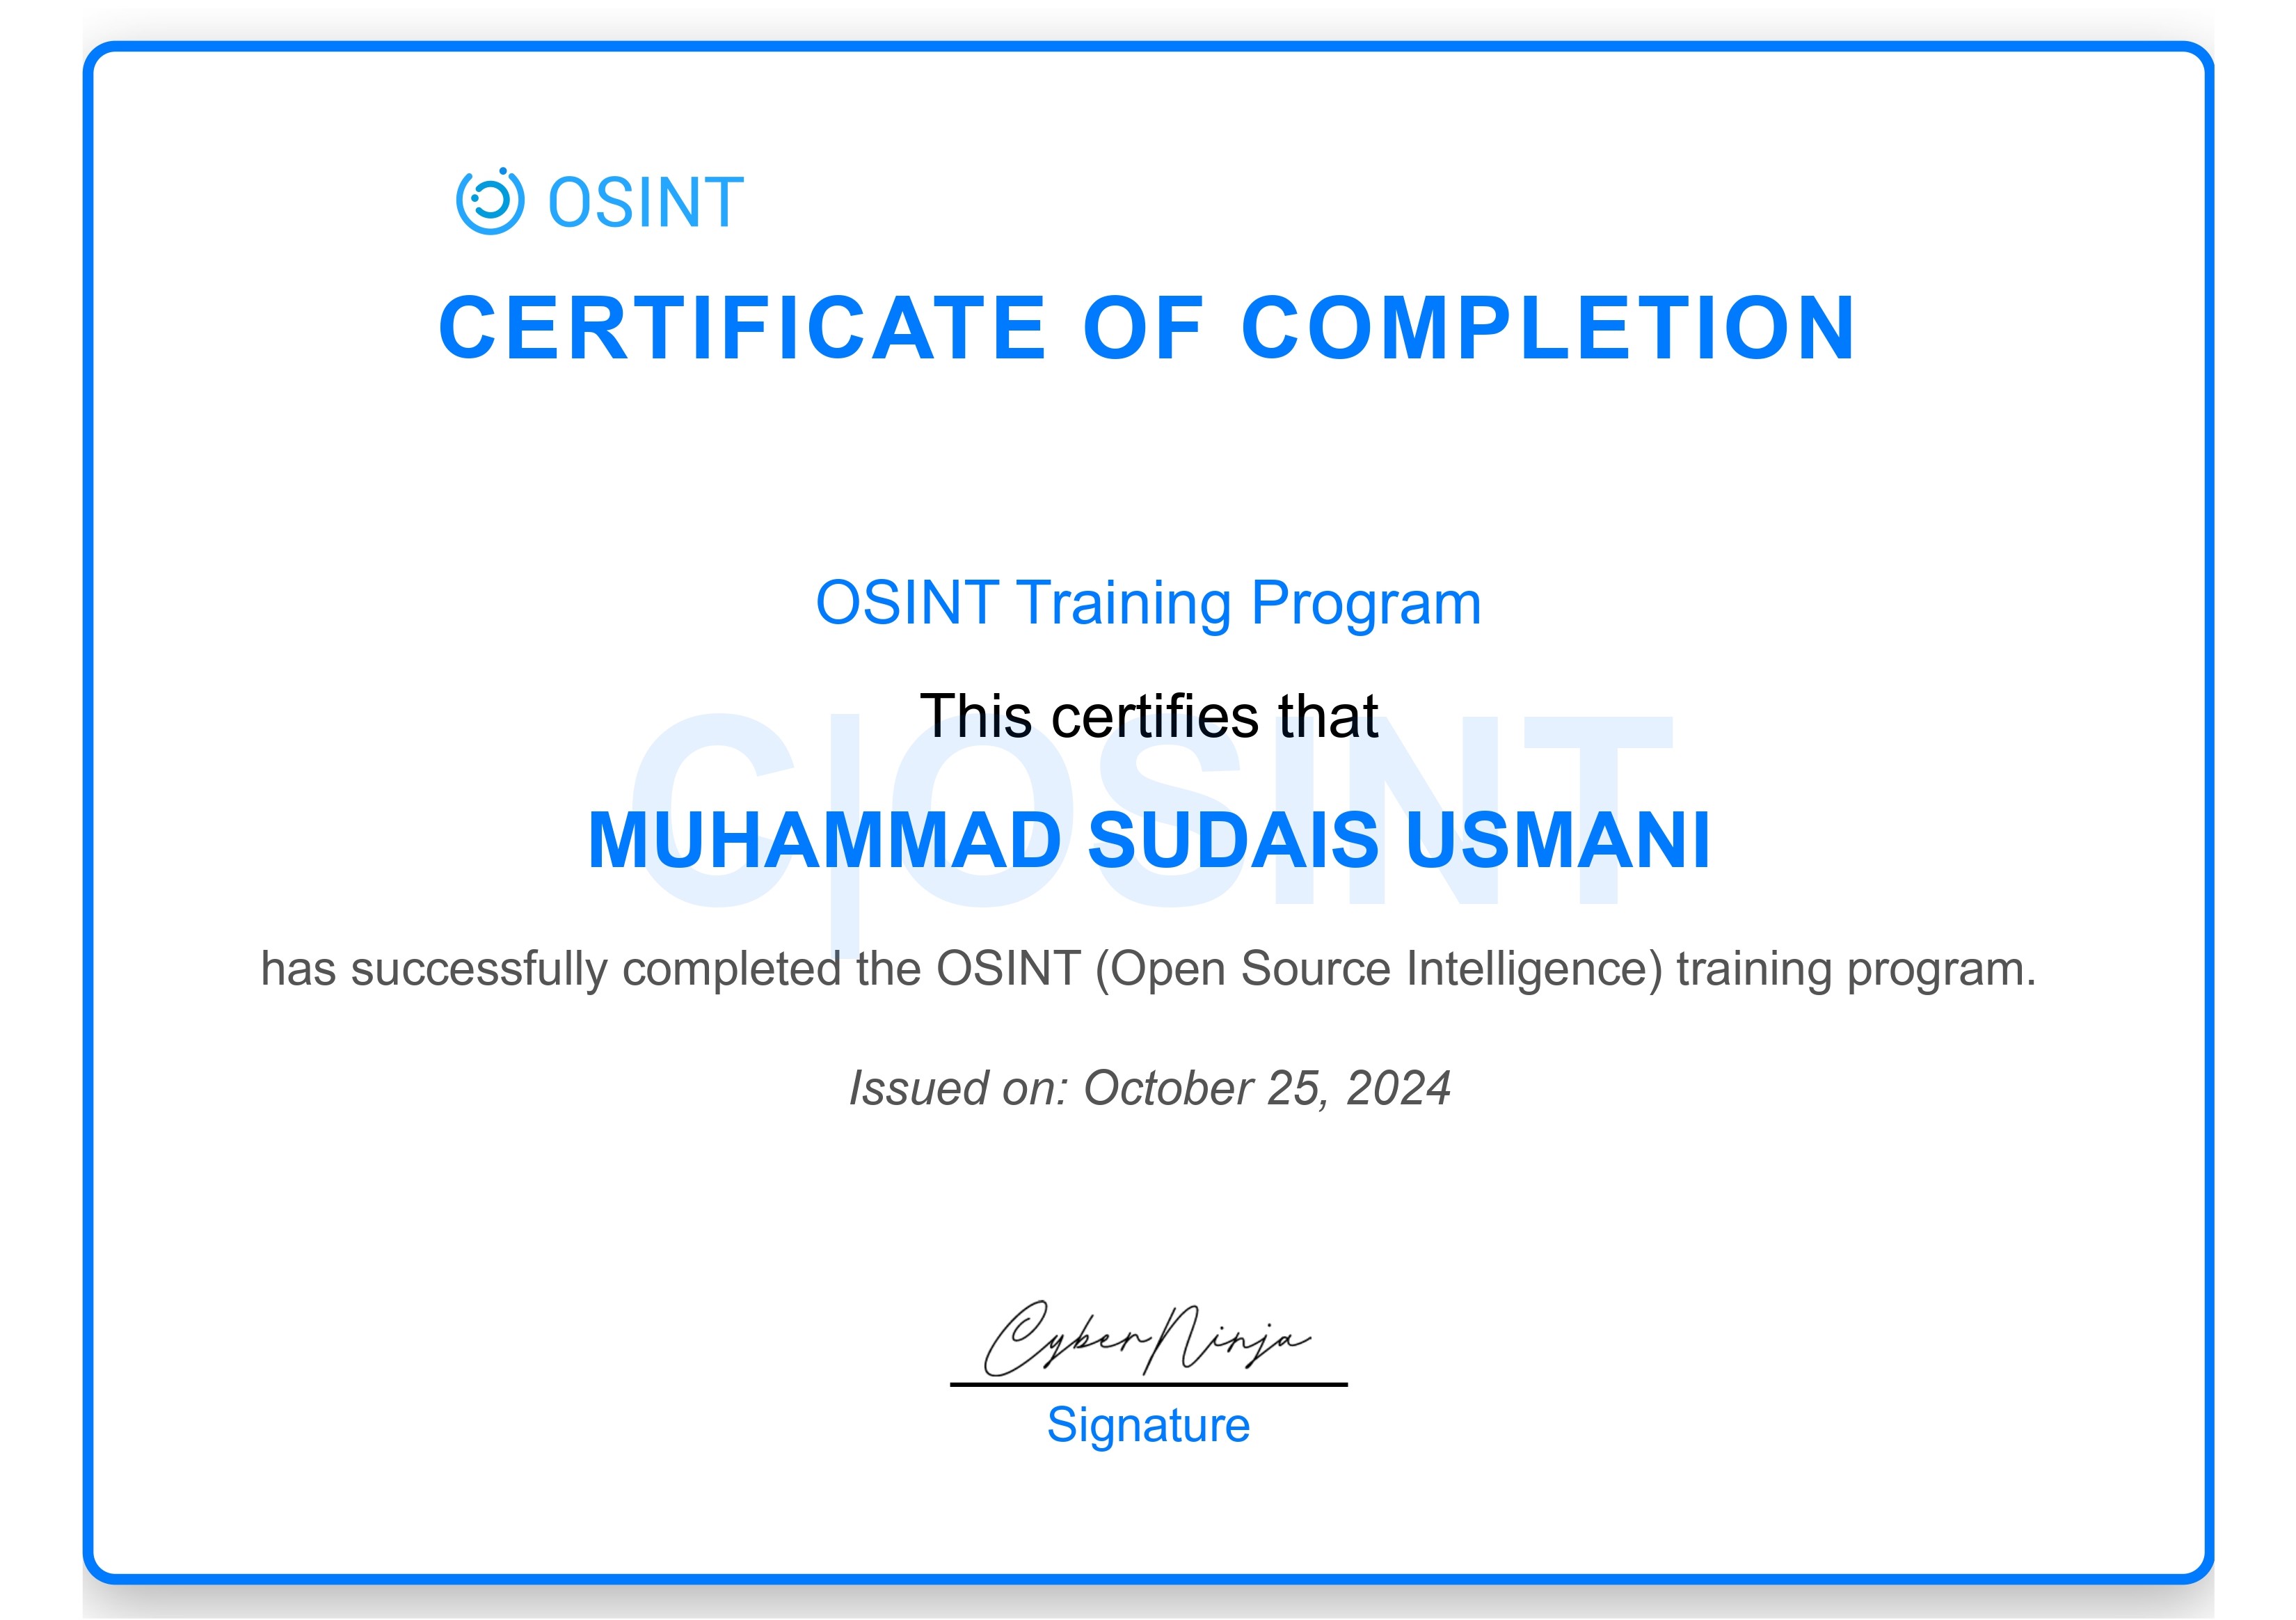 OSINT
CERTIFICATE OF COMPLETION
OSINT Training Program
This certifies that
C|OSINT
MUHAMMAD SUDAIS USMANI
has successfully completed the OSINT (Open Source Intelligence) training program.
Issued on: October 25, 2024
CyberNinja
Signature